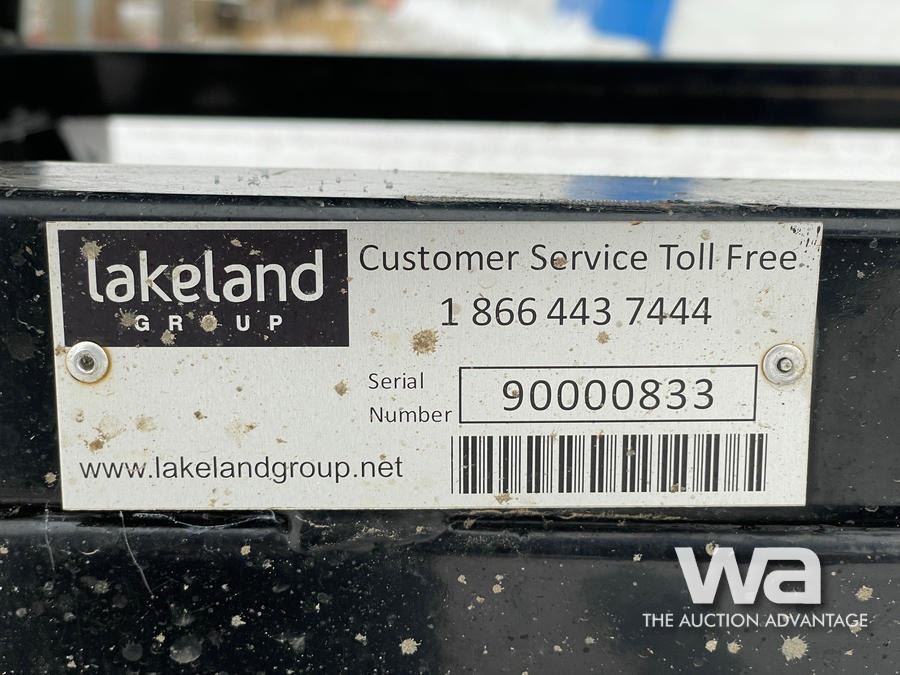 lakeland
GROUP
Customer Service Toll Free
1 866 443 7444
Serial
Number
90000833
www.lakelandgroup.net
wa
THE AUCTION ADVANTAGE